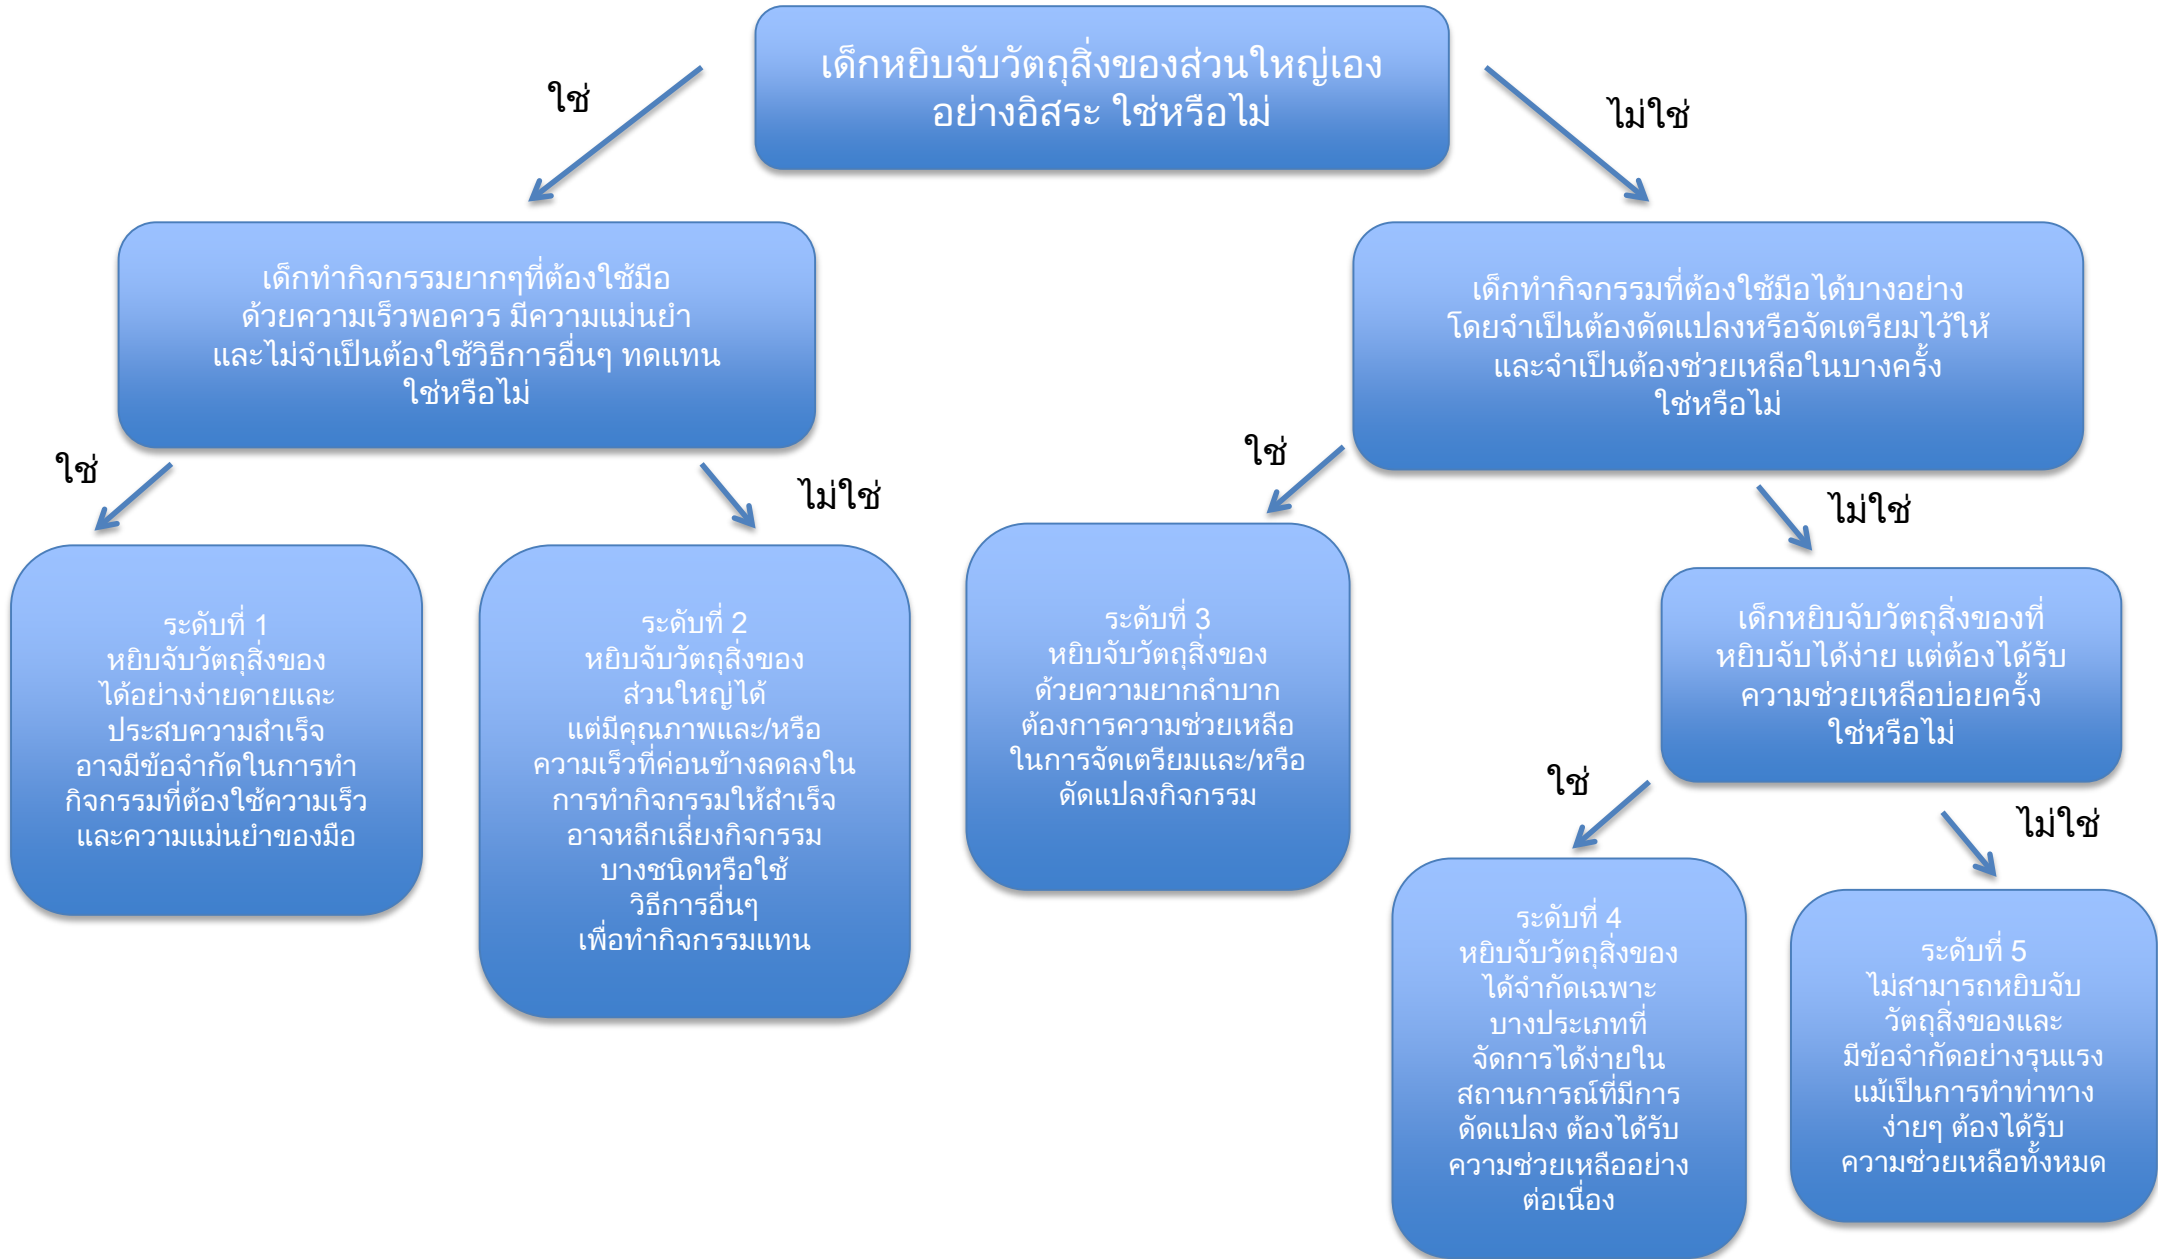 เด็กหยิบจับวัตถุสิ่งของส่วนใหญ่เอง
อย่างอิสระ ใช่หรือไม่
ใช่
ไม่ใช่
เด็กทำกิจกรรมยากๆที่ต้องใช้มือ
ด้วยความเร็วพอควร มีความแม่นยำ
และไม่จำเป็นต้องใช้วิธีการอื่นๆ ทดแทน
ใช่หรือไม่
เด็กทำกิจกรรมที่ต้องใช้มือได้บางอย่าง
โดยจำเป็นต้องดัดแปลงหรือจัดเตรียมไว้ให้
และจำเป็นต้องช่วยเหลือในบางครั้ง
ใช่หรือไม่
ใช่
ไม่ใช่
ใช่
ไม่ใช่
ระดับที่ 1
หยิบจับวัตถุสิ่งของ
ได้อย่างง่ายดายและ
ประสบความสำเร็จ
อาจมีข้อจำกัดในการทำ
กิจกรรมที่ต้องใช้ความเร็ว
และความแม่นยำของมือ
ระดับที่ 2
หยิบจับวัตถุสิ่งของ
ส่วนใหญ่ได้
แต่มีคุณภาพและ/หรือ
ความเร็วที่ค่อนข้างลดลงใน
การทำกิจกรรมให้สำเร็จ
อาจหลีกเลี่ยงกิจกรรม
บางชนิดหรือใช้
วิธีการอื่นๆ
เพื่อทำกิจกรรมแทน
ระดับที่ 3
หยิบจับวัตถุสิ่งของ
ด้วยความยากลำบาก
ต้องการความช่วยเหลือ
ในการจัดเตรียมและ/หรือ
ดัดแปลงกิจกรรม
เด็กหยิบจับวัตถุสิ่งของที่
หยิบจับได้ง่าย แต่ต้องได้รับ
ความช่วยเหลือบ่อยครั้ง
ใช่หรือไม่
ใช่
ไม่ใช่
ระดับที่ 4
หยิบจับวัตถุสิ่งของ
ได้จำกัดเฉพาะ
บางประเภทที่
จัดการได้ง่ายใน
สถานการณ์ที่มีการ
ดัดแปลง ต้องได้รับ
ความช่วยเหลืออย่าง
ต่อเนื่อง
ระดับที่ 5
ไม่สามารถหยิบจับ
วัตถุสิ่งของและ
มีข้อจำกัดอย่างรุนแรง
แม้เป็นการทำท่าทาง
ง่ายๆ ต้องได้รับ
ความช่วยเหลือทั้งหมด